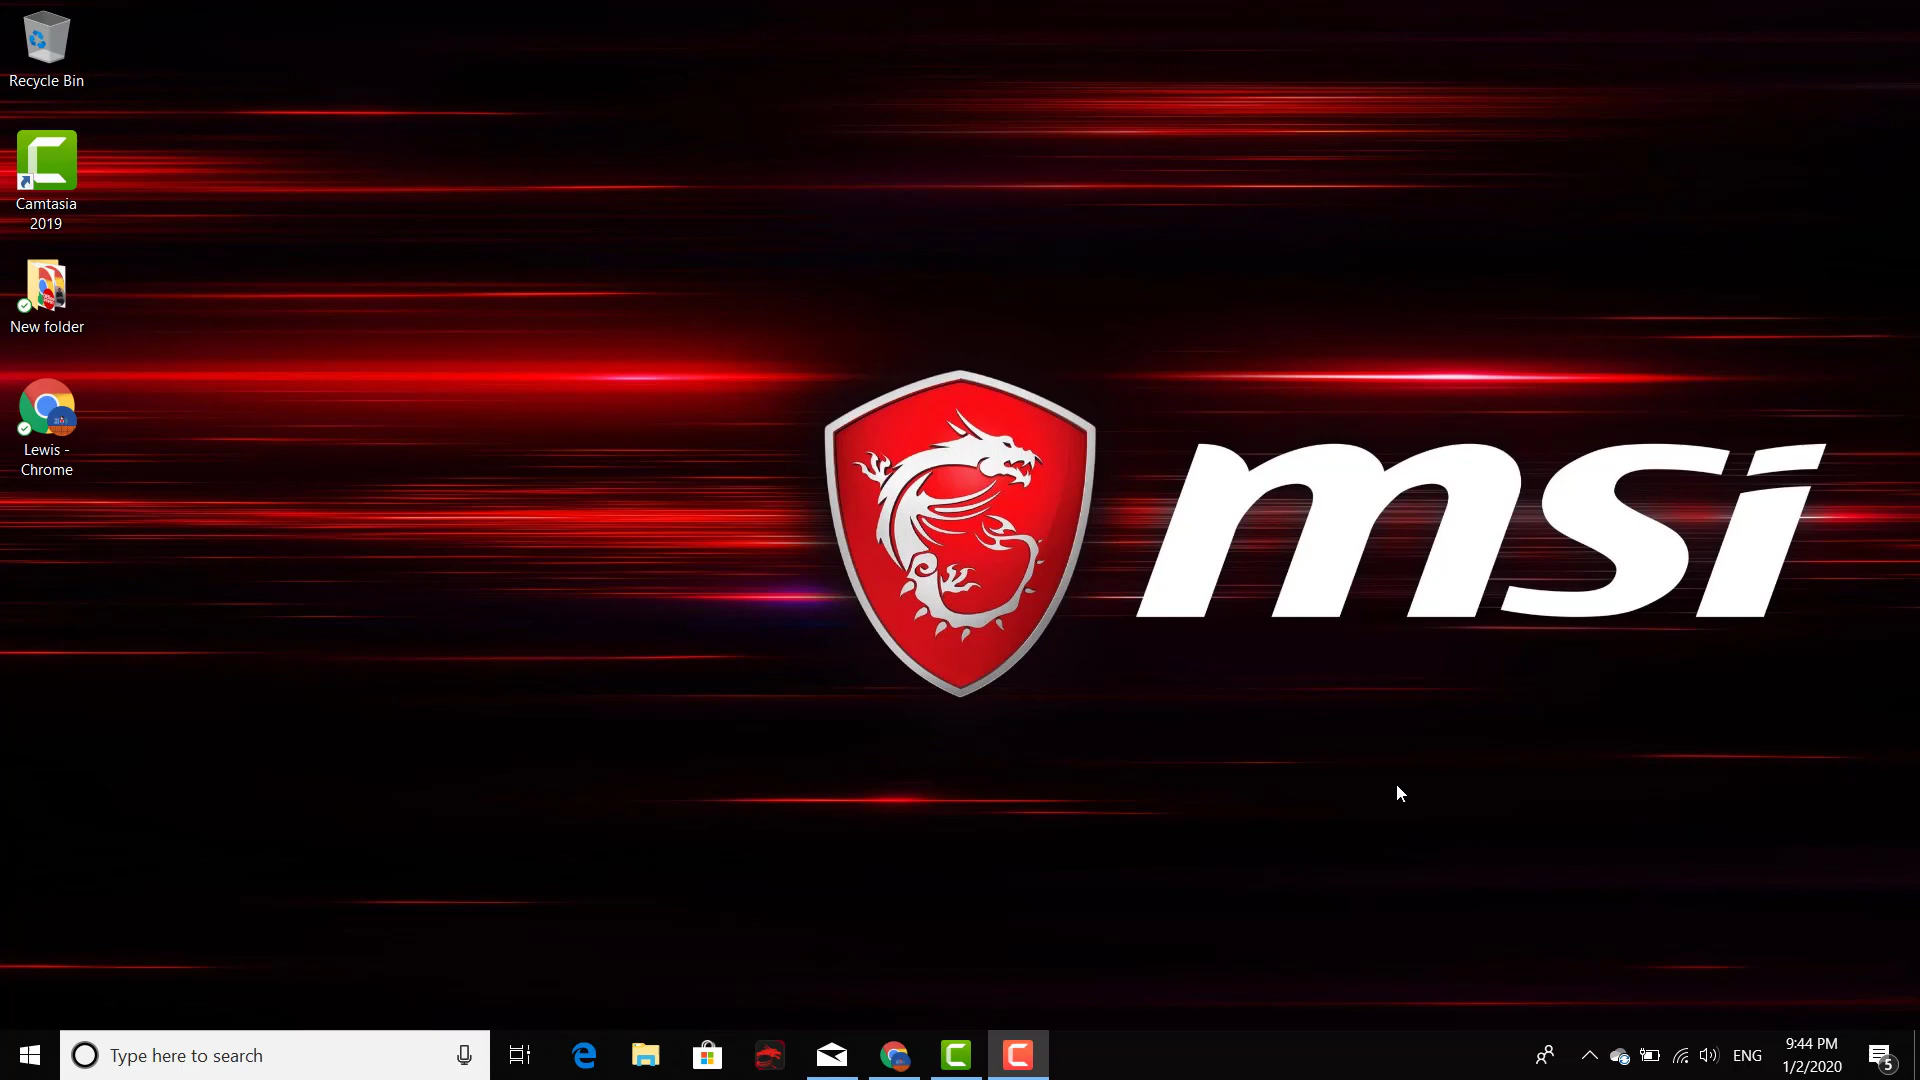 Recycle Bin
Camtasia
2019
New folder
Lewis -
Chrome
msi
Type here to search
ENG
9:44 PM
1/2/2020
5